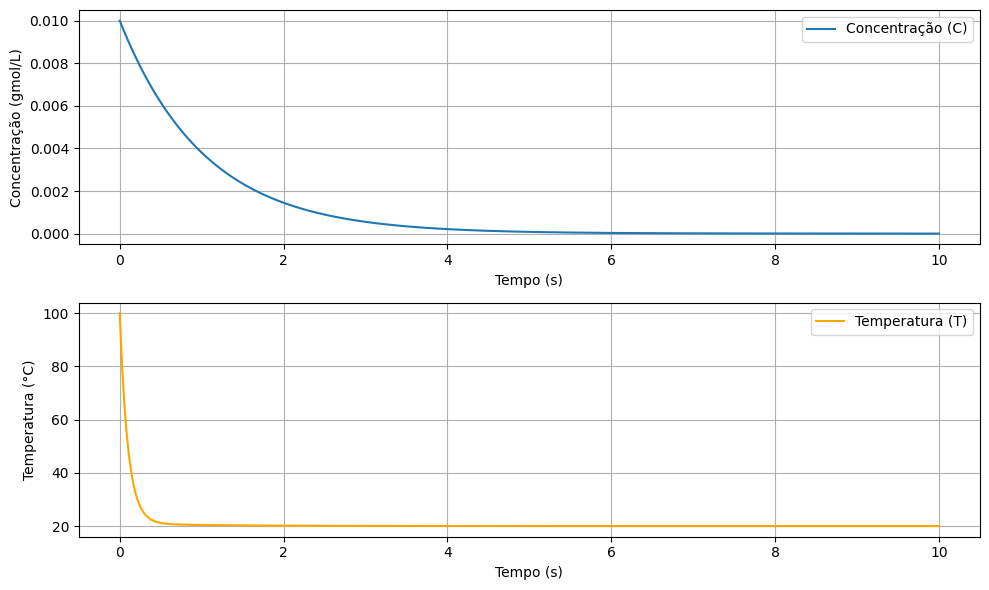 0.010
0.008
0.006
0.004
0.002
0.000
Concentração (gmol/L)
Concentração (C)
0 2 4 6 8 10
Tempo (s)
100
80
60
40
20
Temperatura (°C)
Temperatura (T)
0 2 4 6 8 10
Tempo (s)